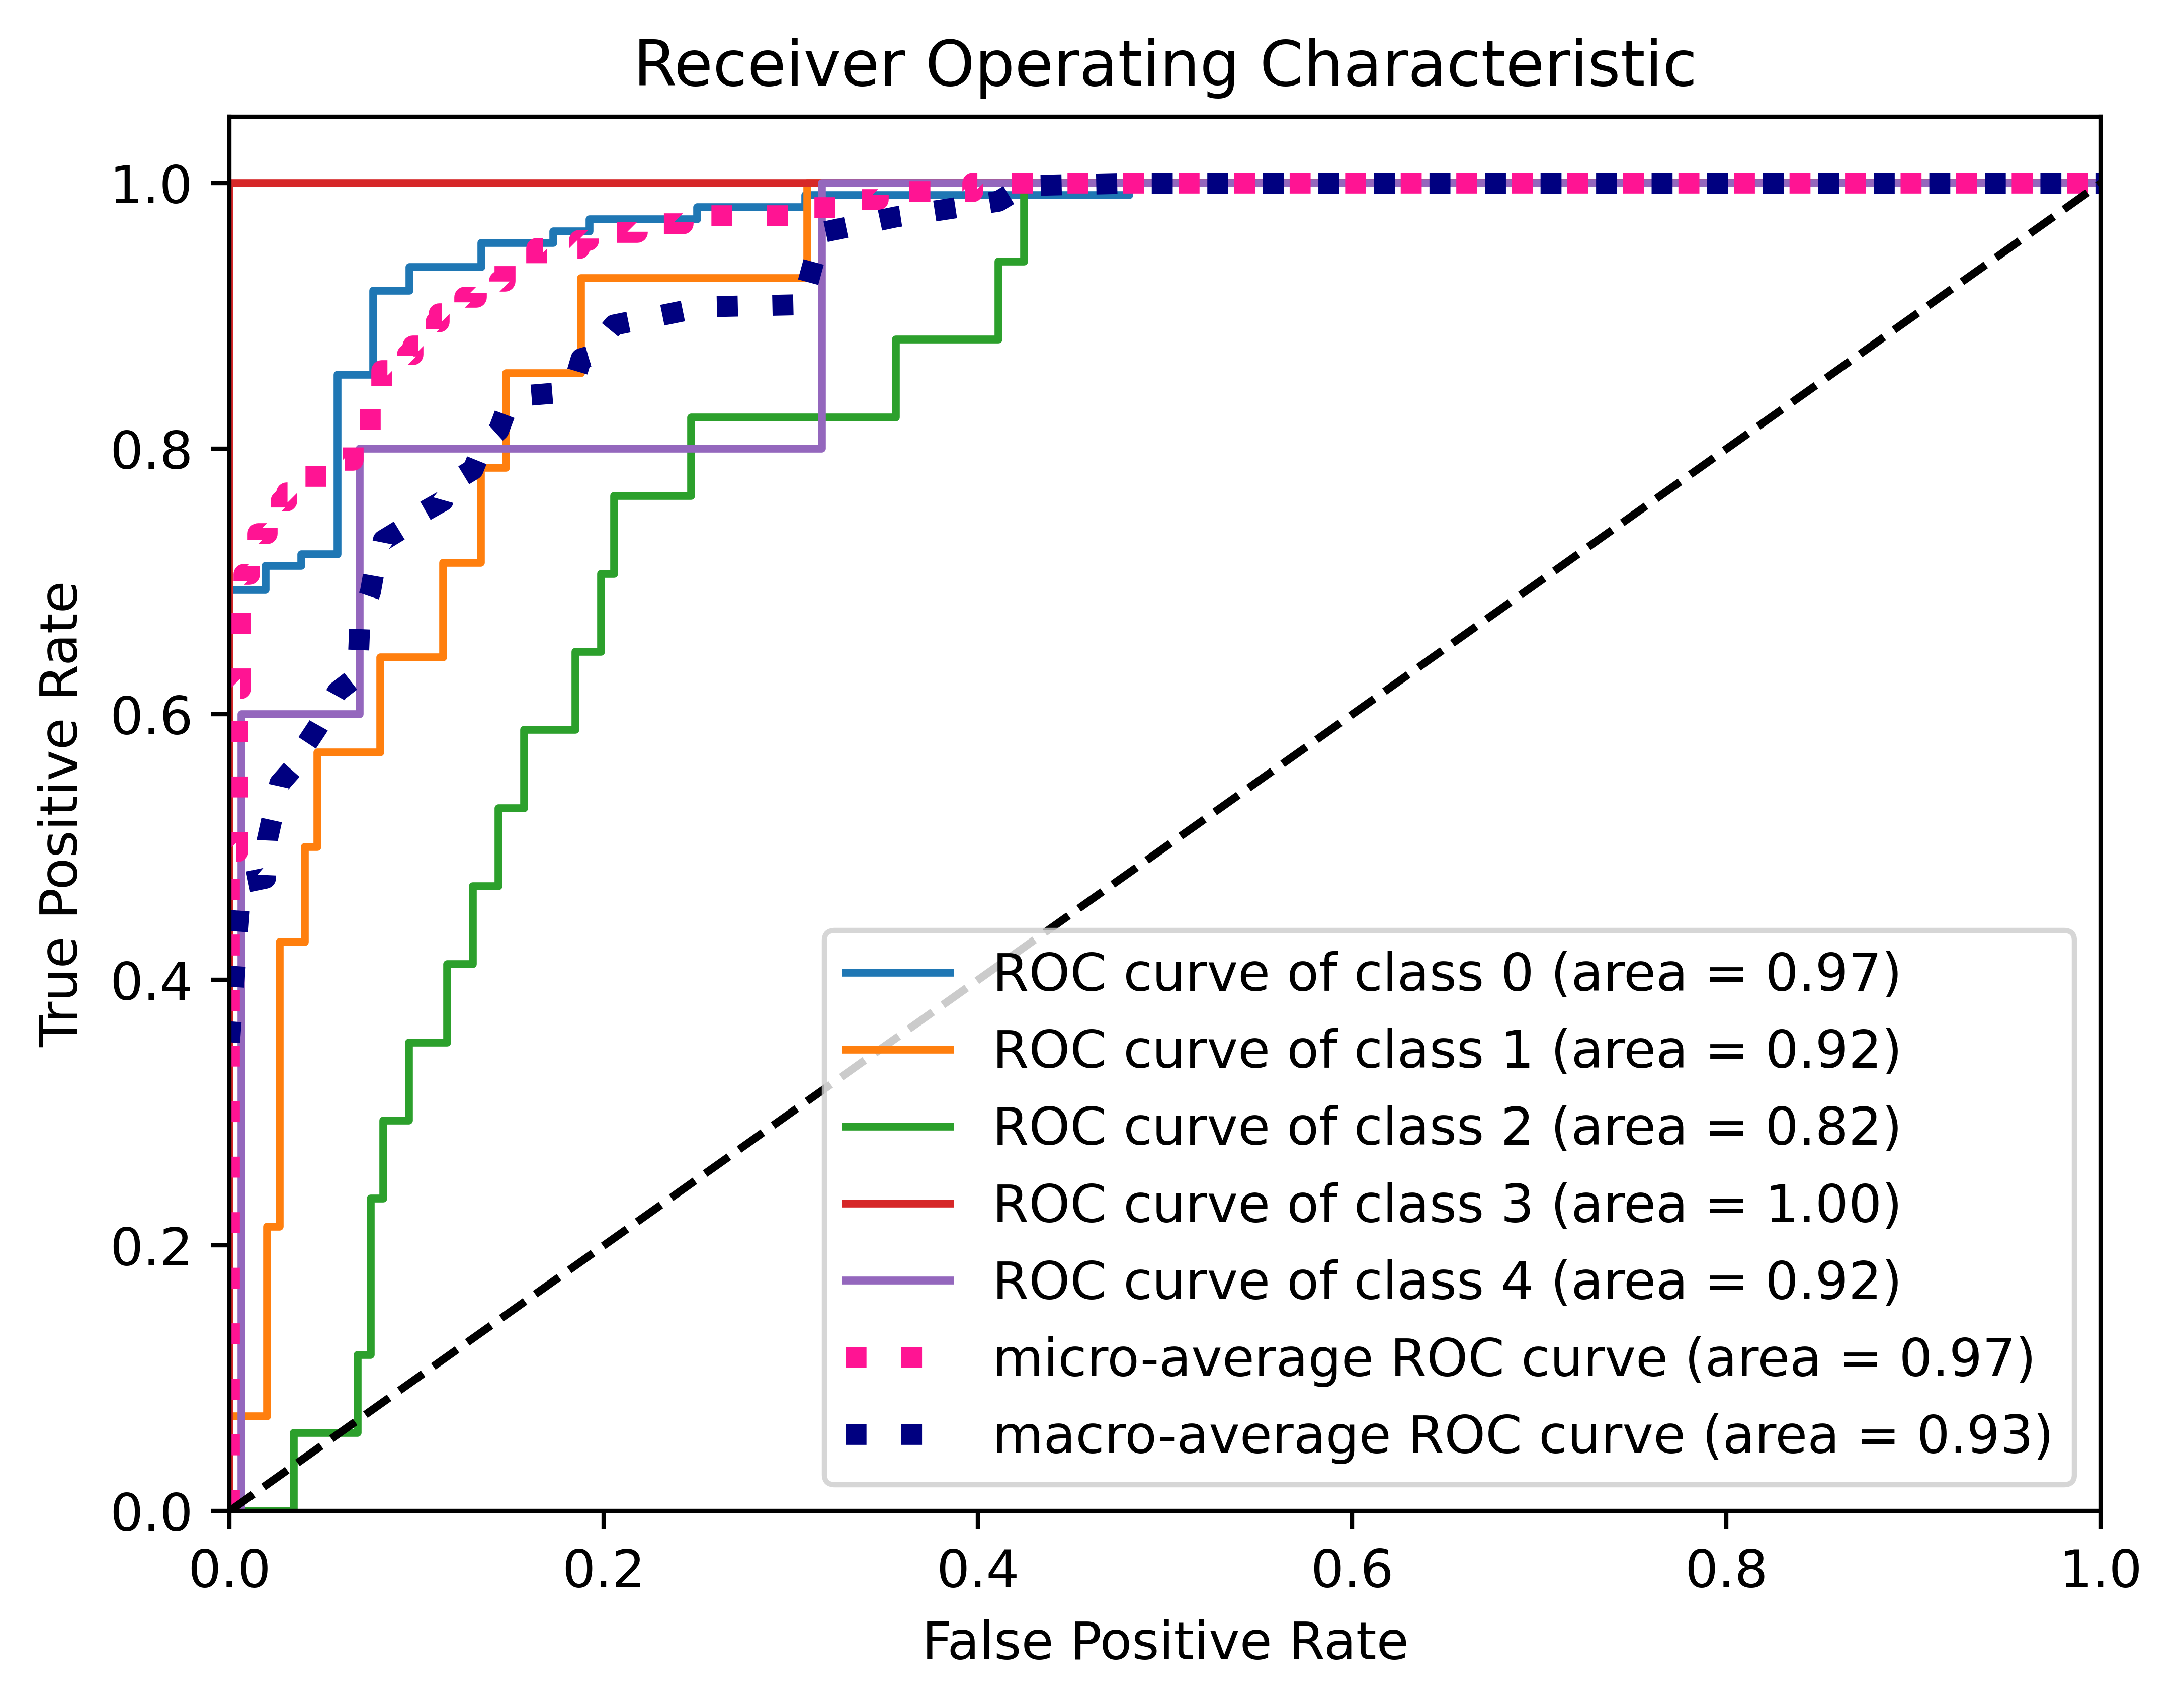 Receiver Operating Characteristic
1.0
0.8
0.6
0.4
0.2
0.0
True Positive Rate
ROC curve of class 0 (area = 0.97)
ROC curve of class 1 (area = 0.92)
ROC curve of class 2 (area = 0.82)
ROC curve of class 3 (area = 1.00)
ROC curve of class 4 (area = 0.92)
micro-average ROC curve (area = 0.97)
macro-average ROC curve (area = 0.93)
0.0 0.2 0.4 0.6 0.8 1.0
False Positive Rate